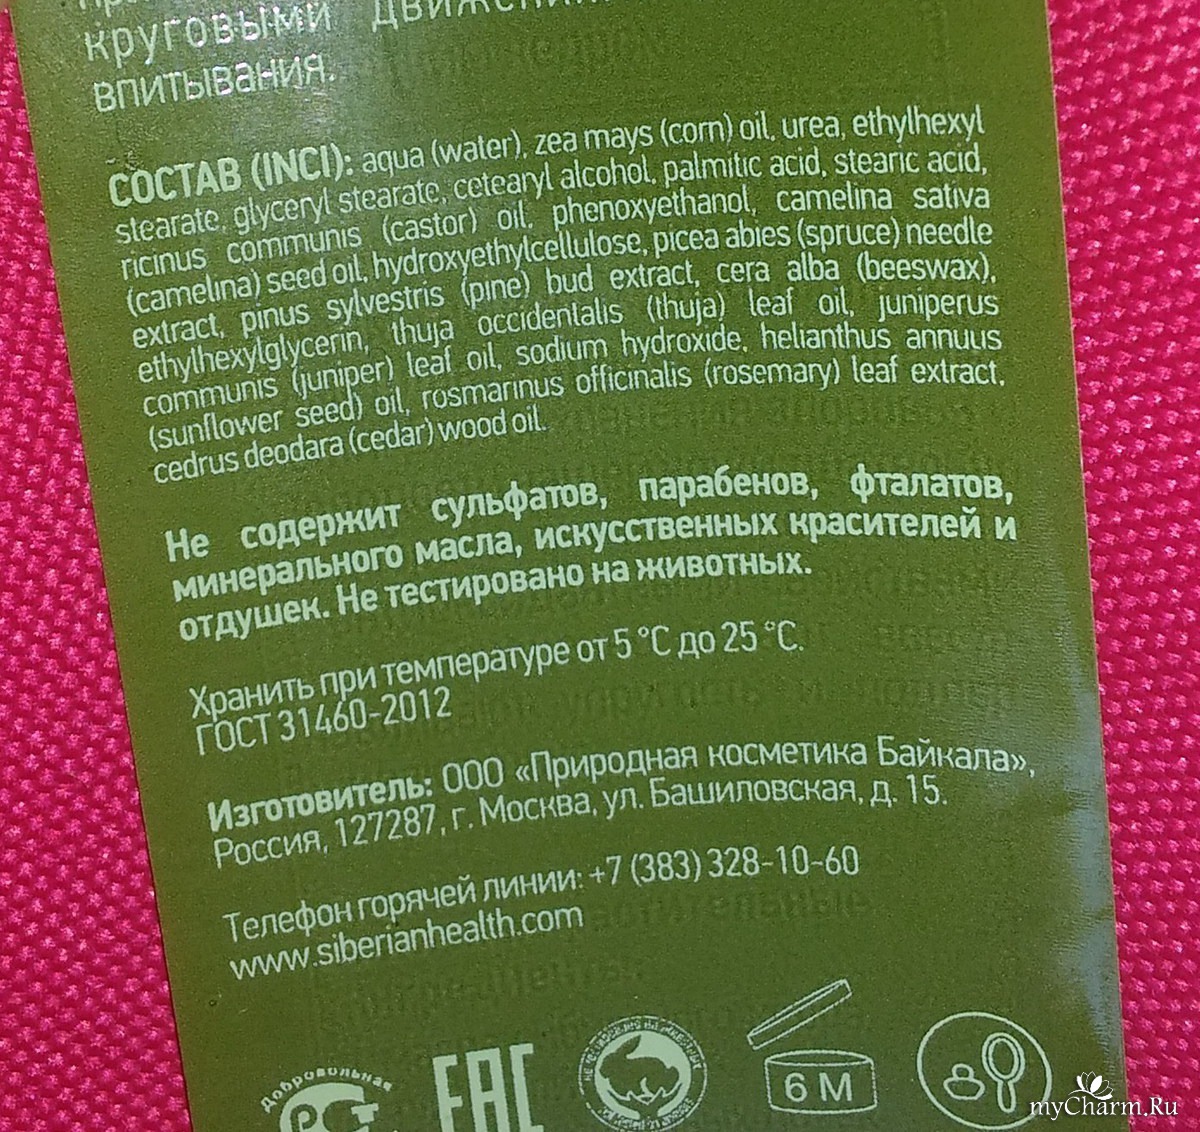 круговыми движени
впитывания.
СОСТАВ (INCI): aqua (water), zea mays (corn) oil, urea, ethylhexyl
stearate, glyceryl stearate, cetearyl alcohol, palmitic acid, stearic acid,
ricinus communis (castor) oil, phenoxyethanol, camelina sativa
(camelina) seed oil, hydroxyethylcellulose, picea abies (spruce) needle
extract, pinus sylvestris (pine) bud extract, cera alba (beeswax),
ethylhexylglycerin, thuja occidentalis (thuja) leaf oil, juniperus
communis (juniper) leaf oil, sodium hydroxide, helianthus annuus
(sunflower seed) oil, rosmarinus officinalis (rosemary) leaf extract,
cedrus deodara (cedar) wood oil.
Не содержит сульфатов, парабенов, фталатов,
минерального масла, искусственных красителей и
отдушек. Не тестировано на животных.
Хранить при температуре от 5 °C до 25 °C.
ГОСТ 31460-2012
Изготовитель: ООО «Природная косметика Байкала»,
Россия, 127287, г. Москва, ул. Башиловская, д. 15.
Телефон горячей линии: +7 (383) 328-10-60
www.siberianhealth.com
Добровольная
РСТ
EAC
не тестировано на животных
6 M
myCharm.Ru